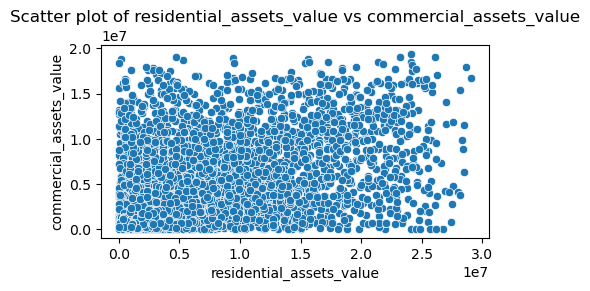 Scatter plot of residential_assets_value vs commercial_assets_value
1e7
2.0
1.5
1.0
0.5
0.0
commercial_assets_value
0.0 0.5 1.0 1.5 2.0 2.5 3.0
residential_assets_value
1e7